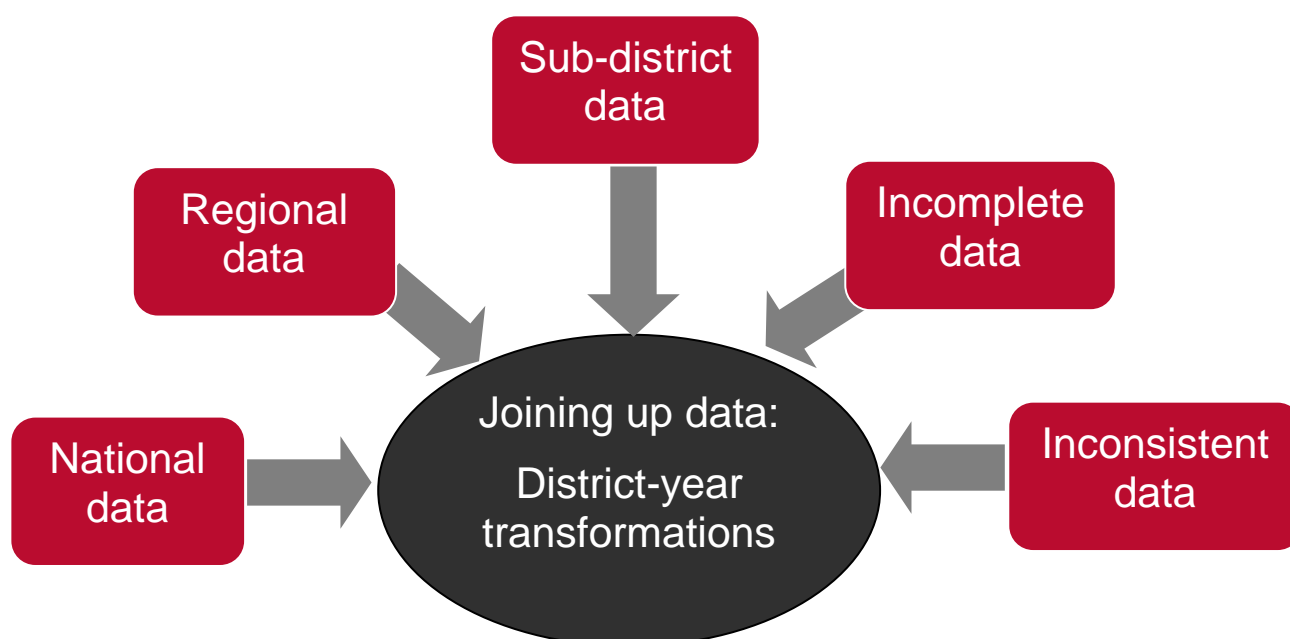 Sub-district
data
Regional
data
Incomplete
data
National
data
Joining up data:
District-year
transformations
Inconsistent
data